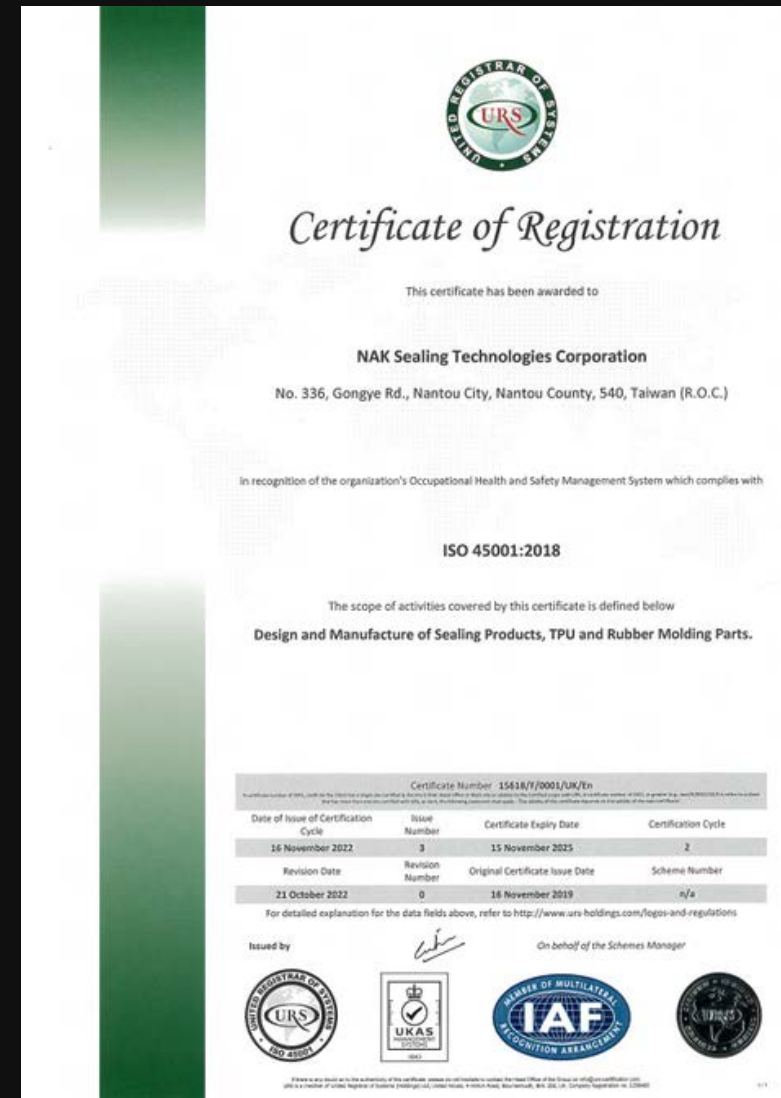 UNITED REGISTRAR OF SYSTEMS
URS
Certificate of Registration
This certificate has been awarded to
NAK Sealing Technologies Corporation
No. 336, Gongye Rd., Nantou City, Nantou County, 540, Taiwan (R.O.C.)
in recognition of the organization's Occupational Health and Safety Management System which complies with
ISO 45001:2018
The scope of activities covered by this certificate is defined below
Design and Manufacture of Sealing Products, TPU and Rubber Molding Parts.
Certificate Number 15618/F/0001/UK/En
Date of Issue of Certification Cycle Issue Number Certificate Expiry Date Certification Cycle
16 November 2022 3 15 November 2025 2
Revision Date Revision Number Original Certificate Issue Date Scheme Number
21 October 2022 0 16 November 2019 n/a
For detailed explanation for the data fields above, refer to http://www.urs-holdings.com/logos-and-regulations
Issued by On behalf of the Schemes Manager
UNITED REGISTRAR OF SYSTEMS
URS
ISO 45001
UKAS
MANAGEMENT
SYSTEMS
MEMBER OF MULTILATERAL
IAF
RECOGNITION ARRANGEMENT
URS